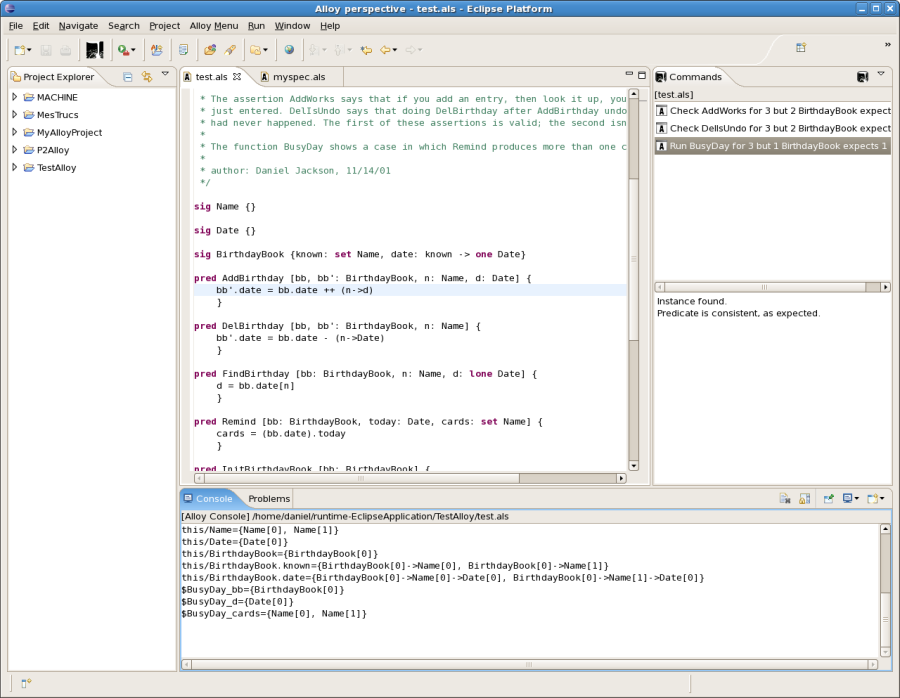 Alloy perspective - test.als - Eclipse Platform
File Edit Navigate Search Project Alloy Menu Run Window Help
Project Explorer
MACHINE
MesTrucs
MyAlloyProject
P2Alloy
TestAlloy
test.als
myspec.als
* The assertion AddWorks says that if you add an entry, then look it up, you
* just entered. DelIsUndo says that doing DelBirthday after AddBirthday undo
* had never happened. The first of these assertions is valid; the second isn
*
* The function BusyDay shows a case in which Remind produces more than one c
*
* author: Daniel Jackson, 11/14/01
*/
sig Name {}
sig Date {}
sig BirthdayBook {known: set Name, date: known -> one Date}
pred AddBirthday [bb, bb': BirthdayBook, n: Name, d: Date] {
bb'.date = bb.date ++ (n->d)
}
pred DelBirthday [bb, bb': BirthdayBook, n: Name] {
bb'.date = bb.date - (n->Date)
}
pred FindBirthday [bb: BirthdayBook, n: Name, d: lone Date] {
d = bb.date[n]
}
pred Remind [bb: BirthdayBook, today: Date, cards: set Name] {
cards = (bb.date).today
}
pred InitBirthdayBook [bb: BirthdayBook] {
Commands
[test.als]
Check AddWorks for 3 but 2 BirthdayBook expect
Check DelIsUndo for 3 but 2 BirthdayBook expect
Run BusyDay for 3 but 1 BirthdayBook expects 1
Instance found.
Predicate is consistent, as expected.
Console
Problems
[Alloy Console] /home/daniel/runtime-EclipseApplication/TestAlloy/test.als
this/Name={Name[0], Name[1]}
this/Date={Date[0]}
this/BirthdayBook={BirthdayBook[0]}
this/BirthdayBook.known={BirthdayBook[0]->Name[0], BirthdayBook[0]->Name[1]}
this/BirthdayBook.date={BirthdayBook[0]->Name[0]->Date[0], BirthdayBook[0]->Name[1]->Date[0]}
$BusyDay_bb={BirthdayBook[0]}
$BusyDay_d={Date[0]}
$BusyDay_cards={Name[0], Name[1]}